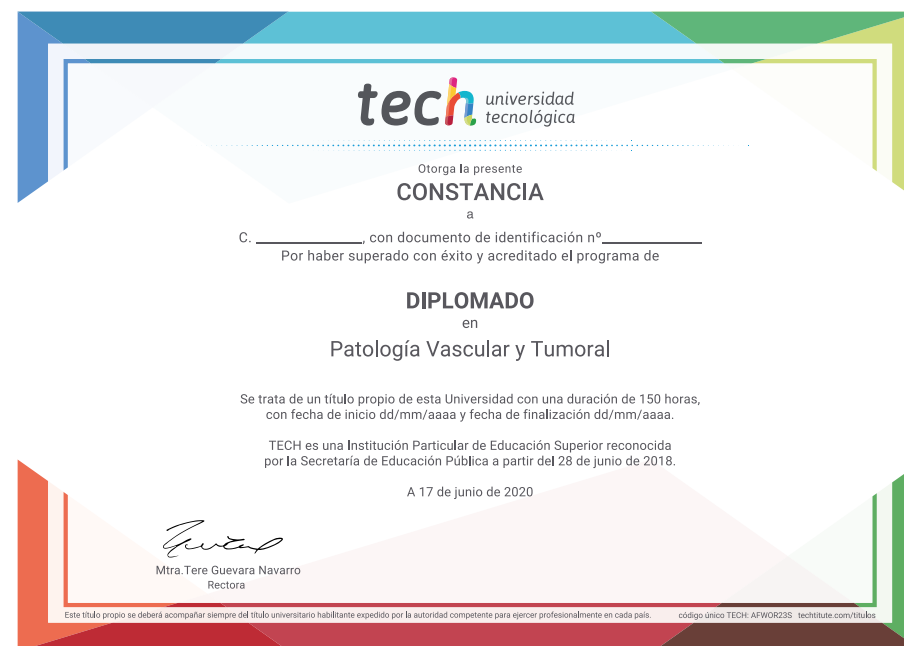 tech universidad
tecnológica
Otorga la presente
CONSTANCIA
a
C. ____________, con documento de identificación nº____________
Por haber superado con éxito y acreditado el programa de
DIPLOMADO
en
Patología Vascular y Tumoral
Se trata de un título propio de esta Universidad con una duración de 150 horas,
con fecha de inicio dd/mm/aaaa y fecha de finalización dd/mm/aaaa.
TECH es una Institución Particular de Educación Superior reconocida
por la Secretaría de Educación Pública a partir del 28 de junio de 2018.
A 17 de junio de 2020
Mtra.Tere Guevara Navarro
Rectora
Este título propio se deberá acompañar siempre del título universitario habilitante expedido por la autoridad competente para ejercer profesionalmente en cada país. código único TECH: AFWOR23S techtitute.com/titulos